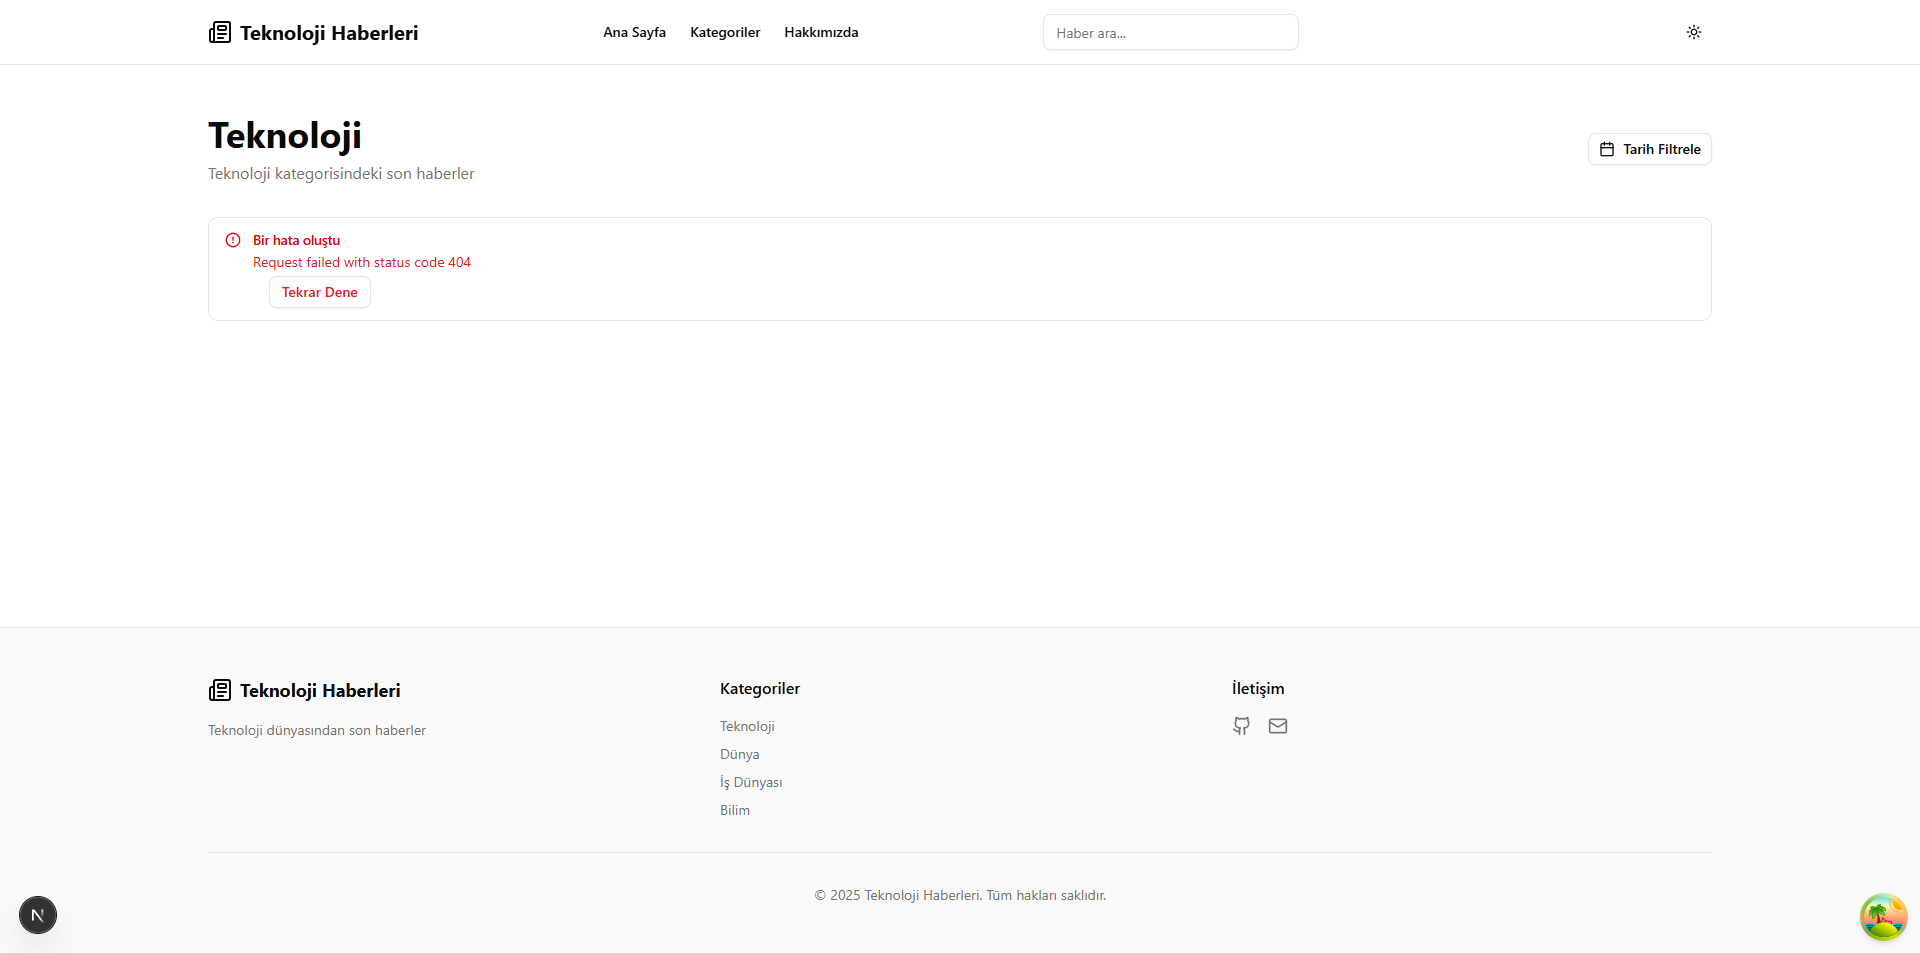 Teknoloji Haberleri
Ana Sayfa
Kategoriler
Hakkımızda
Haber ara...
Teknoloji
Teknoloji kategorisindeki son haberler
Tarih Filtrele
Bir hata oluştu
Request failed with status code 404
Tekrar Dene
Teknoloji Haberleri
Teknoloji dünyasından son haberler
Kategoriler
Teknoloji
Dünya
İş Dünyası
Bilim
İletişim
© 2025 Teknoloji Haberleri. Tüm hakları saklıdır.
N